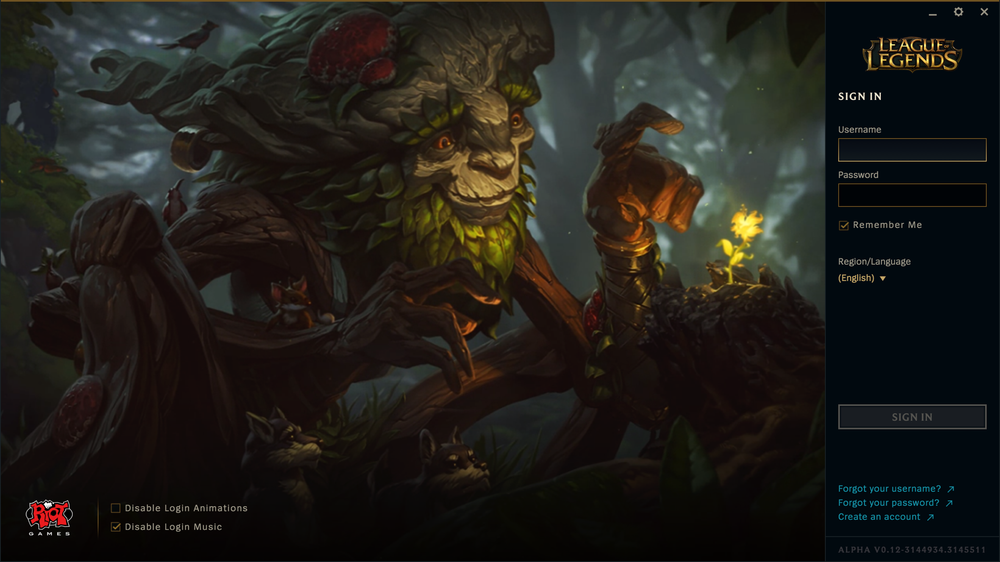 LEAGUE OF LEGENDS
SIGN IN
Username
Password
Remember Me
Region/Language
(English)
SIGN IN
Forgot your username?
Forgot your password?
Create an account
ALPHA V0.12-3144934.3145511
RIOT
GAMES
Disable Login Animations
Disable Login Music